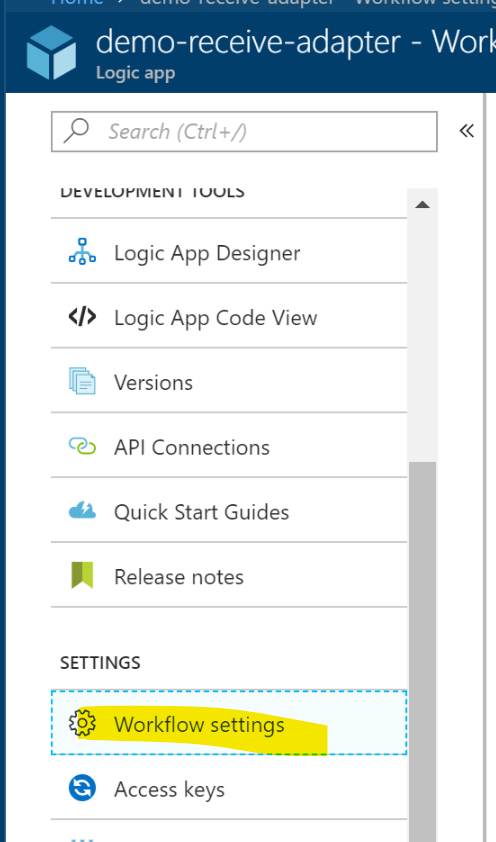 Home > demo-receive-adapter - Workflow setting
demo-receive-adapter - Work
Logic app
Search (Ctrl+/)
«
DEVELOPMENT TOOLS
Logic App Designer
</> Logic App Code View
Versions
API Connections
Quick Start Guides
Release notes
SETTINGS
Workflow settings
Access keys